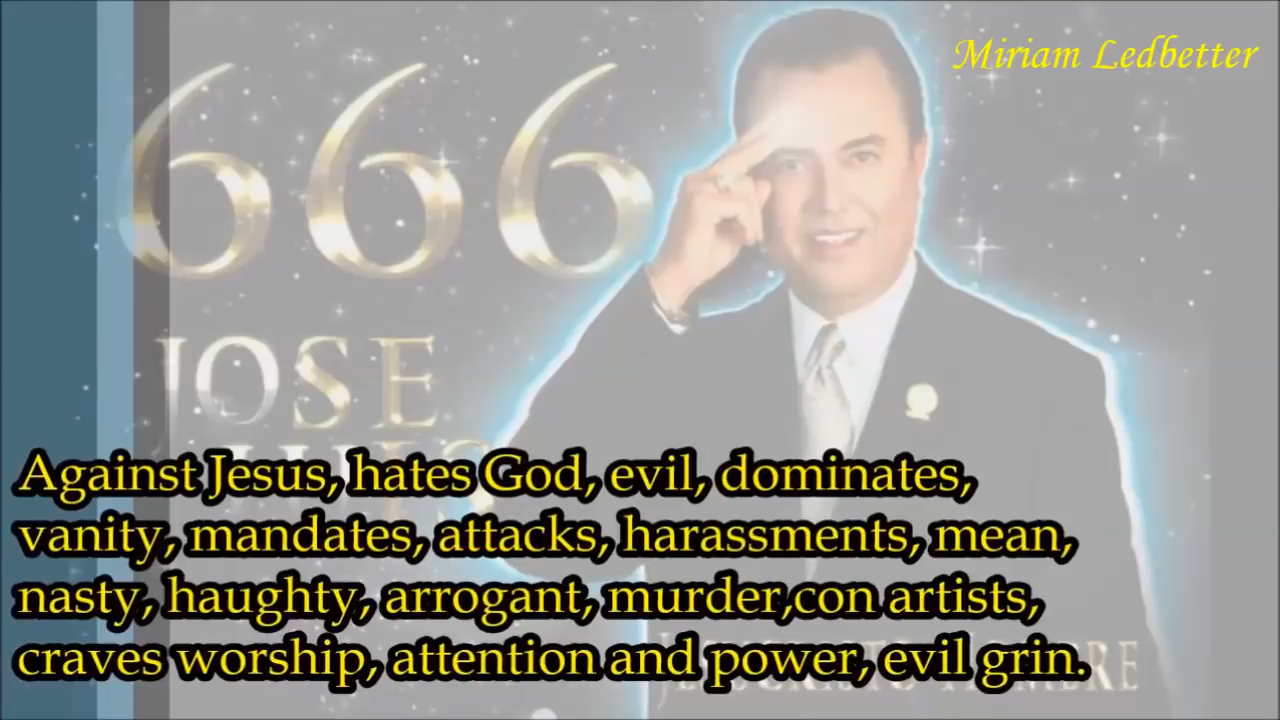 Miriam Ledbetter
666
JOSE
Against Jesus, hates God, evil, dominates,
vanity, mandates, attacks, harassments, mean,
nasty, haughty, arrogant, murder,con artists,
craves worship, attention and power, evil grin.